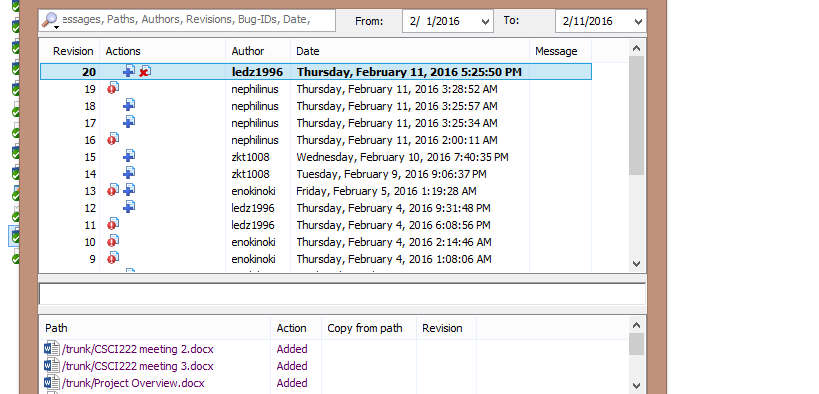 essages, Paths, Authors, Revisions, Bug-IDs, Date, From: 2/ 1/2016 To: 2/11/2016
Revision Actions Author Date Message
20 ledz1996 Thursday, February 11, 2016 5:25:50 PM
19 nephilinus Thursday, February 11, 2016 3:28:52 AM
18 nephilinus Thursday, February 11, 2016 3:25:57 AM
17 nephilinus Thursday, February 11, 2016 3:25:34 AM
16 nephilinus Thursday, February 11, 2016 2:00:11 AM
15 zkt1008 Wednesday, February 10, 2016 7:40:35 PM
14 zkt1008 Tuesday, February 9, 2016 9:06:37 PM
13 enokinoki Friday, February 5, 2016 1:19:28 AM
12 ledz1996 Thursday, February 4, 2016 9:31:48 PM
11 ledz1996 Thursday, February 4, 2016 6:08:56 PM
10 enokinoki Thursday, February 4, 2016 2:14:46 AM
9 enokinoki Thursday, February 4, 2016 1:08:06 AM
Path Action Copy from path Revision
/trunk/CSCI222 meeting 2.docx Added
/trunk/CSCI222 meeting 3.docx Added
/trunk/Project Overview.docx Added